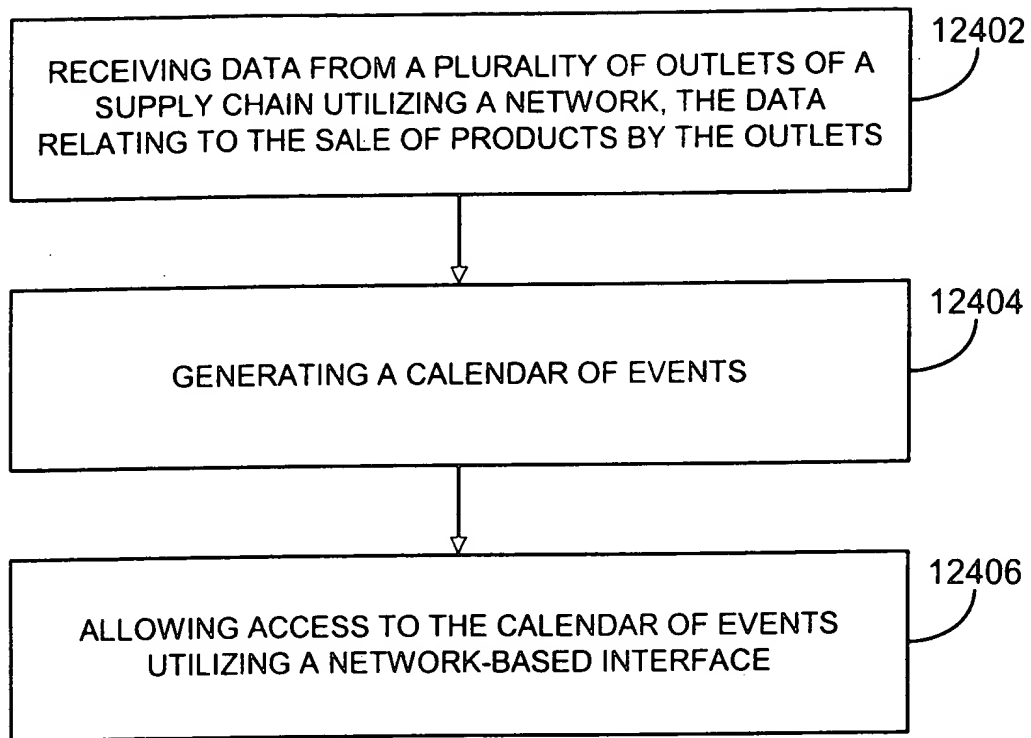 12402
RECEIVING DATA FROM A PLURALITY OF OUTLETS OF A
SUPPLY CHAIN UTILIZING A NETWORK, THE DATA
RELATING TO THE SALE OF PRODUCTS BY THE OUTLETS
12404
GENERATING A CALENDAR OF EVENTS
12406
ALLOWING ACCESS TO THE CALENDAR OF EVENTS
UTILIZING A NETWORK-BASED INTERFACE